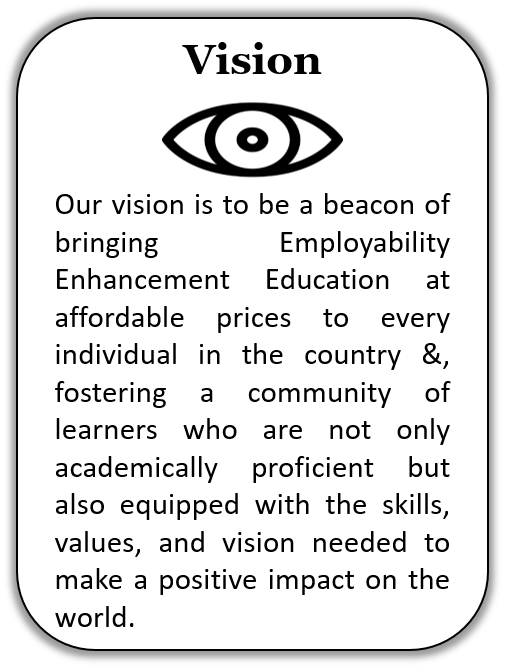 Vision
Our vision is to be a beacon of
bringing Employability
Enhancement Education at
affordable prices to every
individual in the country &,
fostering a community of
learners who are not only
academically proficient but
also equipped with the skills,
values, and vision needed to
make a positive impact on the
world.